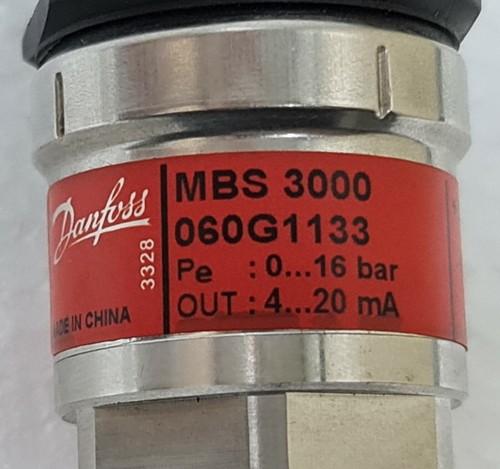 Danfoss
3328
MADE IN CHINA
MBS 3000
060G1133
Pe : 0...16 bar
OUT : 4...20 mA